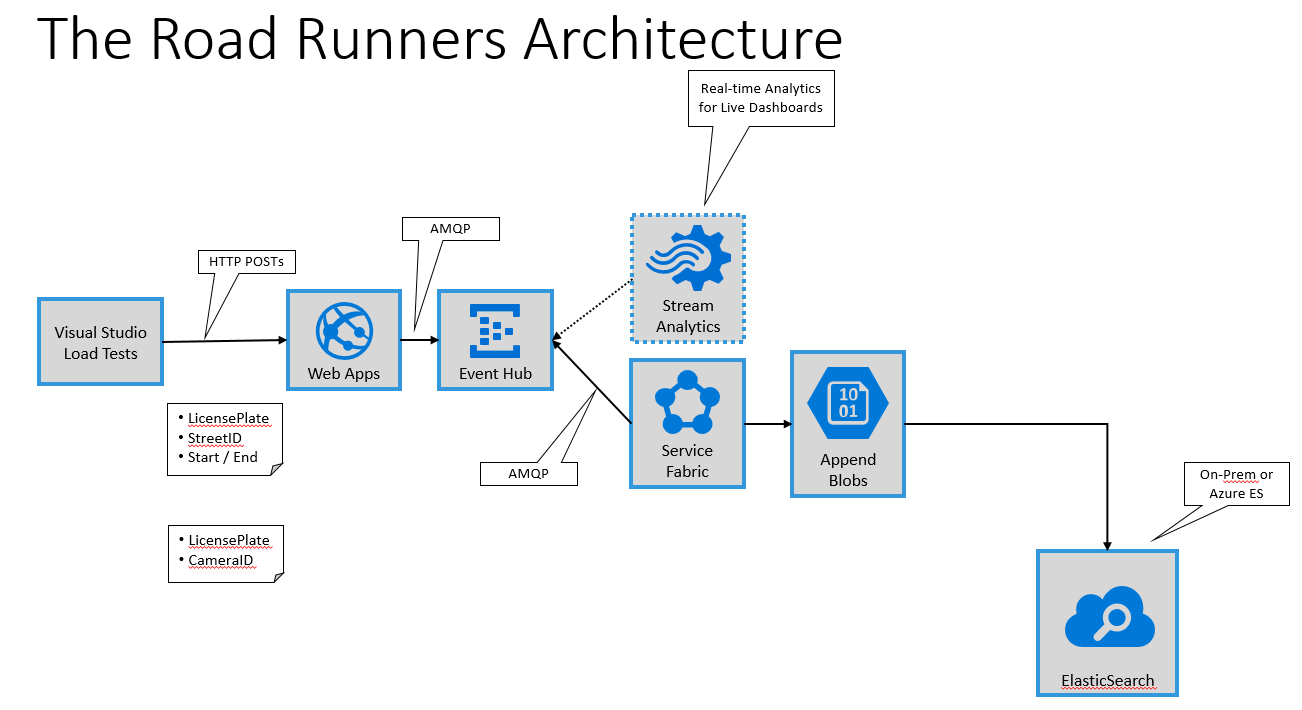 The Road Runners Architecture
Real-time Analytics
for Live Dashboards
AMQP
HTTP POSTs
Visual Studio
Load Tests
Web Apps
Event Hub
Stream
Analytics
Service
Fabric
10
01
Append
Blobs
AMQP
• LicensePlate
• StreetID
• Start / End
• LicensePlate
• CameraID
On-Prem or
Azure ES
ElasticSearch